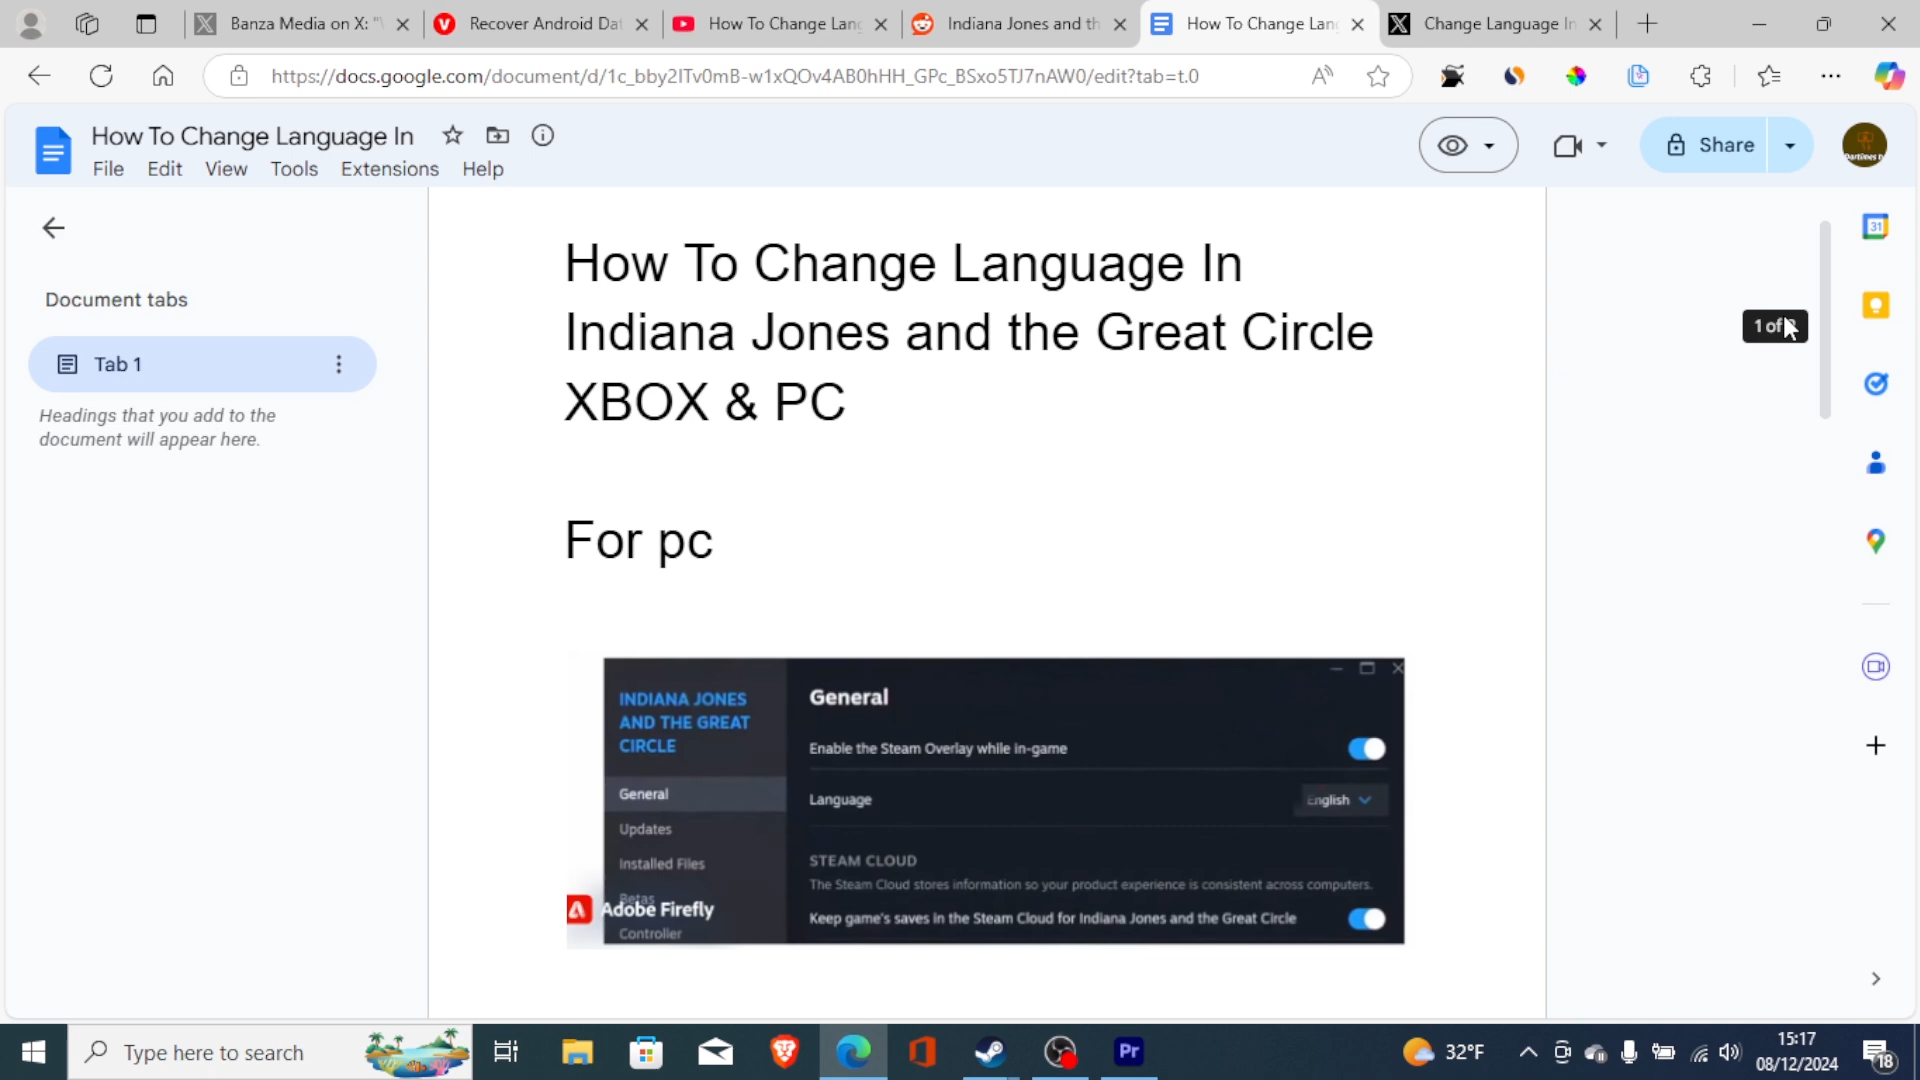 Banza Media on X: "\
Recover Android Dat
How To Change Lang
Indiana Jones and th
How To Change Lan
Change Language In
https://docs.google.com/document/d/1c_bby2ITv0mB-w1xQOv4AB0hHH_GPc_BSxo5TJ7nAW0/edit?tab=t.0
How To Change Language In
File Edit View Tools Extensions Help
Share
Document tabs
Tab 1
Headings that you add to the
document will appear here.
How To Change Language In
Indiana Jones and the Great Circle
XBOX & PC
For pc
INDIANA JONES
AND THE GREAT
CIRCLE
General
Updates
Installed Files
Betas
Controller
Adobe Firefly
General
Enable the Steam Overlay while in-game
Language
English
STEAM CLOUD
The Steam Cloud stores information so your product experience is consistent across computers.
Keep game's saves in the Steam Cloud for Indiana Jones and the Great Circle
1 of
31
Type here to search
Pr
32°F
15:17
08/12/2024
18